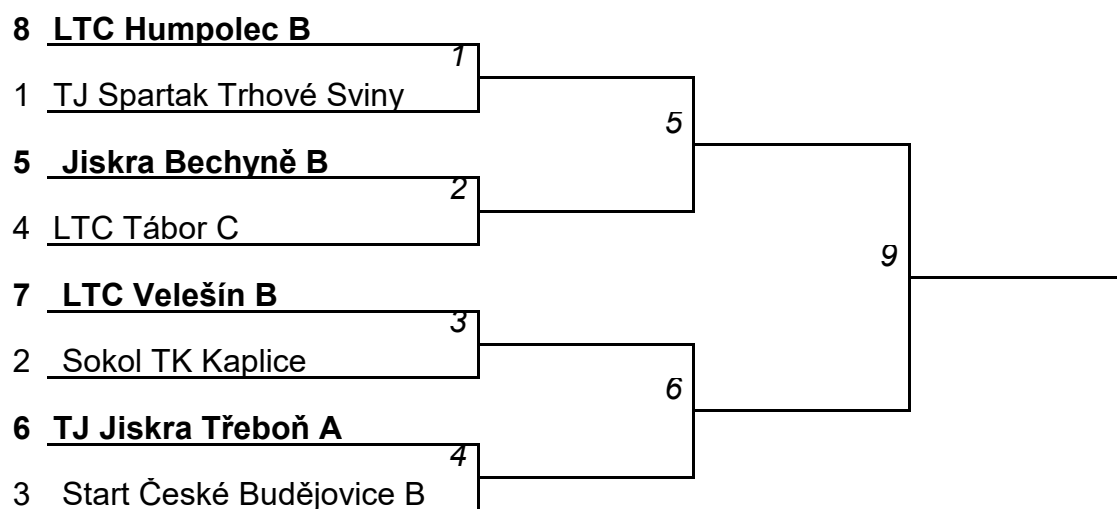 8 LTC Humpolec B
1
1 TJ Spartak Trhové Sviny
5
5 Jiskra Bechyně B
2
4 LTC Tábor C
9
7 LTC Velešín B
3
2 Sokol TK Kaplice
6
6 TJ Jiskra Třeboň A
4
3 Start České Budějovice B